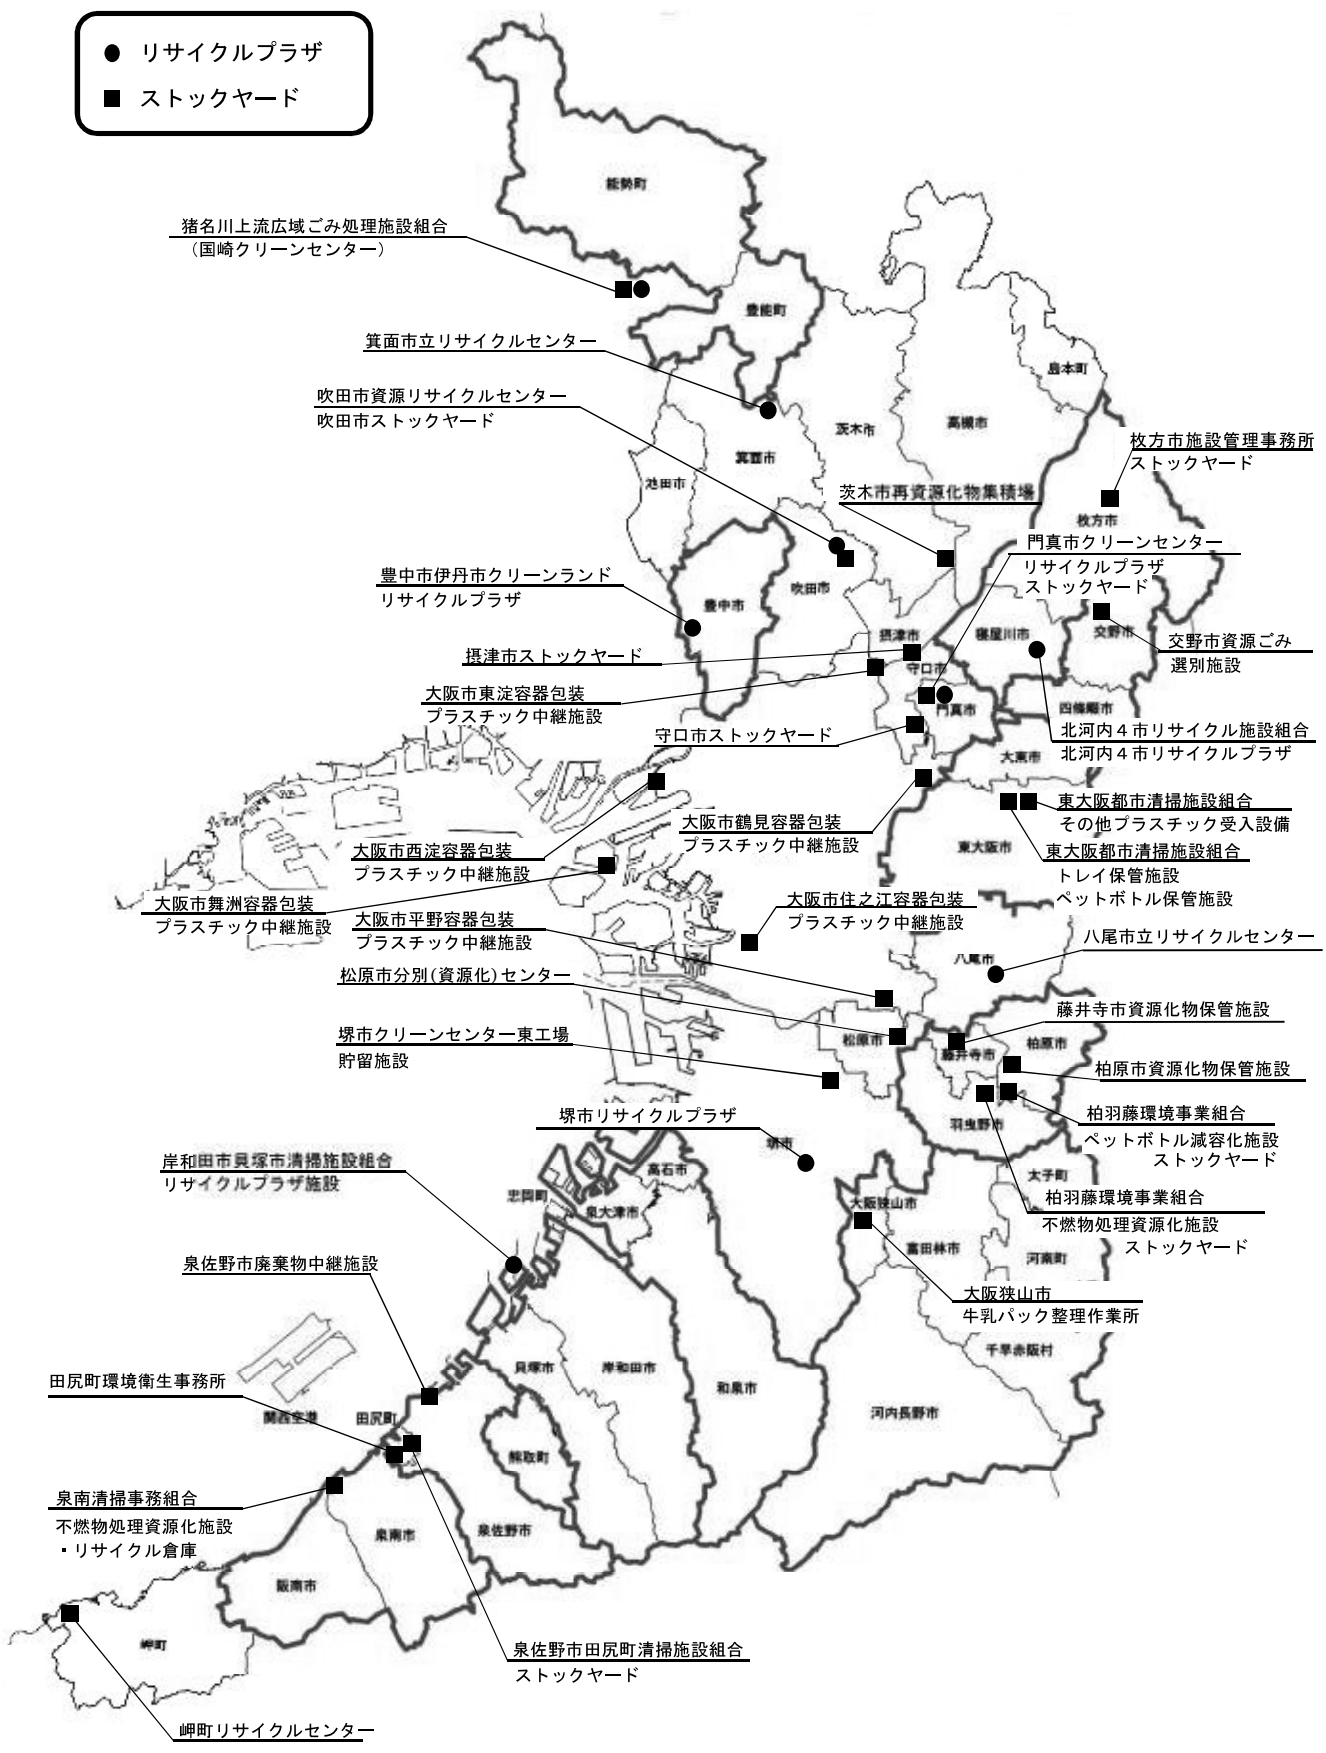 ● リサイクルプラザ
■ ストックヤード
能勢町
猪名川上流広域ごみ処理施設組合
（国崎クリーンセンター）
豊能町
箕面市立リサイクルセンター
島本町
吹田市資源リサイクルセンター
吹田市ストックヤード
茨木市
高槻市
枚方市施設管理事務所
ストックヤード
箕面市
池田市
茨木市再資源化物集積場
枚方市
門真市クリーンセンター
リサイクルプラザ
ストックヤード
豊中市伊丹市クリーンランド
リサイクルプラザ
吹田市
豊中市
摂津市
寝屋川市
交野市
交野市資源ごみ
選別施設
摂津市ストックヤード
守口市
大阪市東淀容器包装
プラスチック中継施設
門真市
四條畷市
守口市ストックヤード
北河内４市リサイクル施設組合
北河内４市リサイクルプラザ
大東市
大阪市鶴見容器包装
プラスチック中継施設
東大阪都市清掃施設組合
その他プラスチック受入設備
大阪市西淀容器包装
プラスチック中継施設
東大阪市
東大阪都市清掃施設組合
トレイ保管施設
ペットボトル保管施設
大阪市舞洲容器包装
プラスチック中継施設
大阪市平野容器包装
プラスチック中継施設
大阪市住之江容器包装
プラスチック中継施設
八尾市立リサイクルセンター
八尾市
松原市分別(資源化)センター
藤井寺市資源化物保管施設
堺市クリーンセンター東工場
貯留施設
松原市
藤井寺市
柏原市
柏原市資源化物保管施設
堺市リサイクルプラザ
羽曳野市
柏羽藤環境事業組合
ペットボトル減容化施設
ストックヤード
堺市
岸和田市貝塚市清掃施設組合
リサイクルプラザ施設
高石市
太子町
忠岡町
泉大津市
大阪狭山市
柏羽藤環境事業組合
不燃物処理資源化施設
ストックヤード
富田林市
河南町
泉佐野市廃棄物中継施設
大阪狭山市
牛乳パック整理作業所
千早赤阪村
田尻町環境衛生事務所
貝塚市
岸和田市
和泉市
関西空港
田尻町
河内長野市
熊取町
泉南清掃事務組合
不燃物処理資源化施設
・リサイクル倉庫
泉南市
泉佐野市
阪南市
岬町
泉佐野市田尻町清掃施設組合
ストックヤード
岬町リサイクルセンター